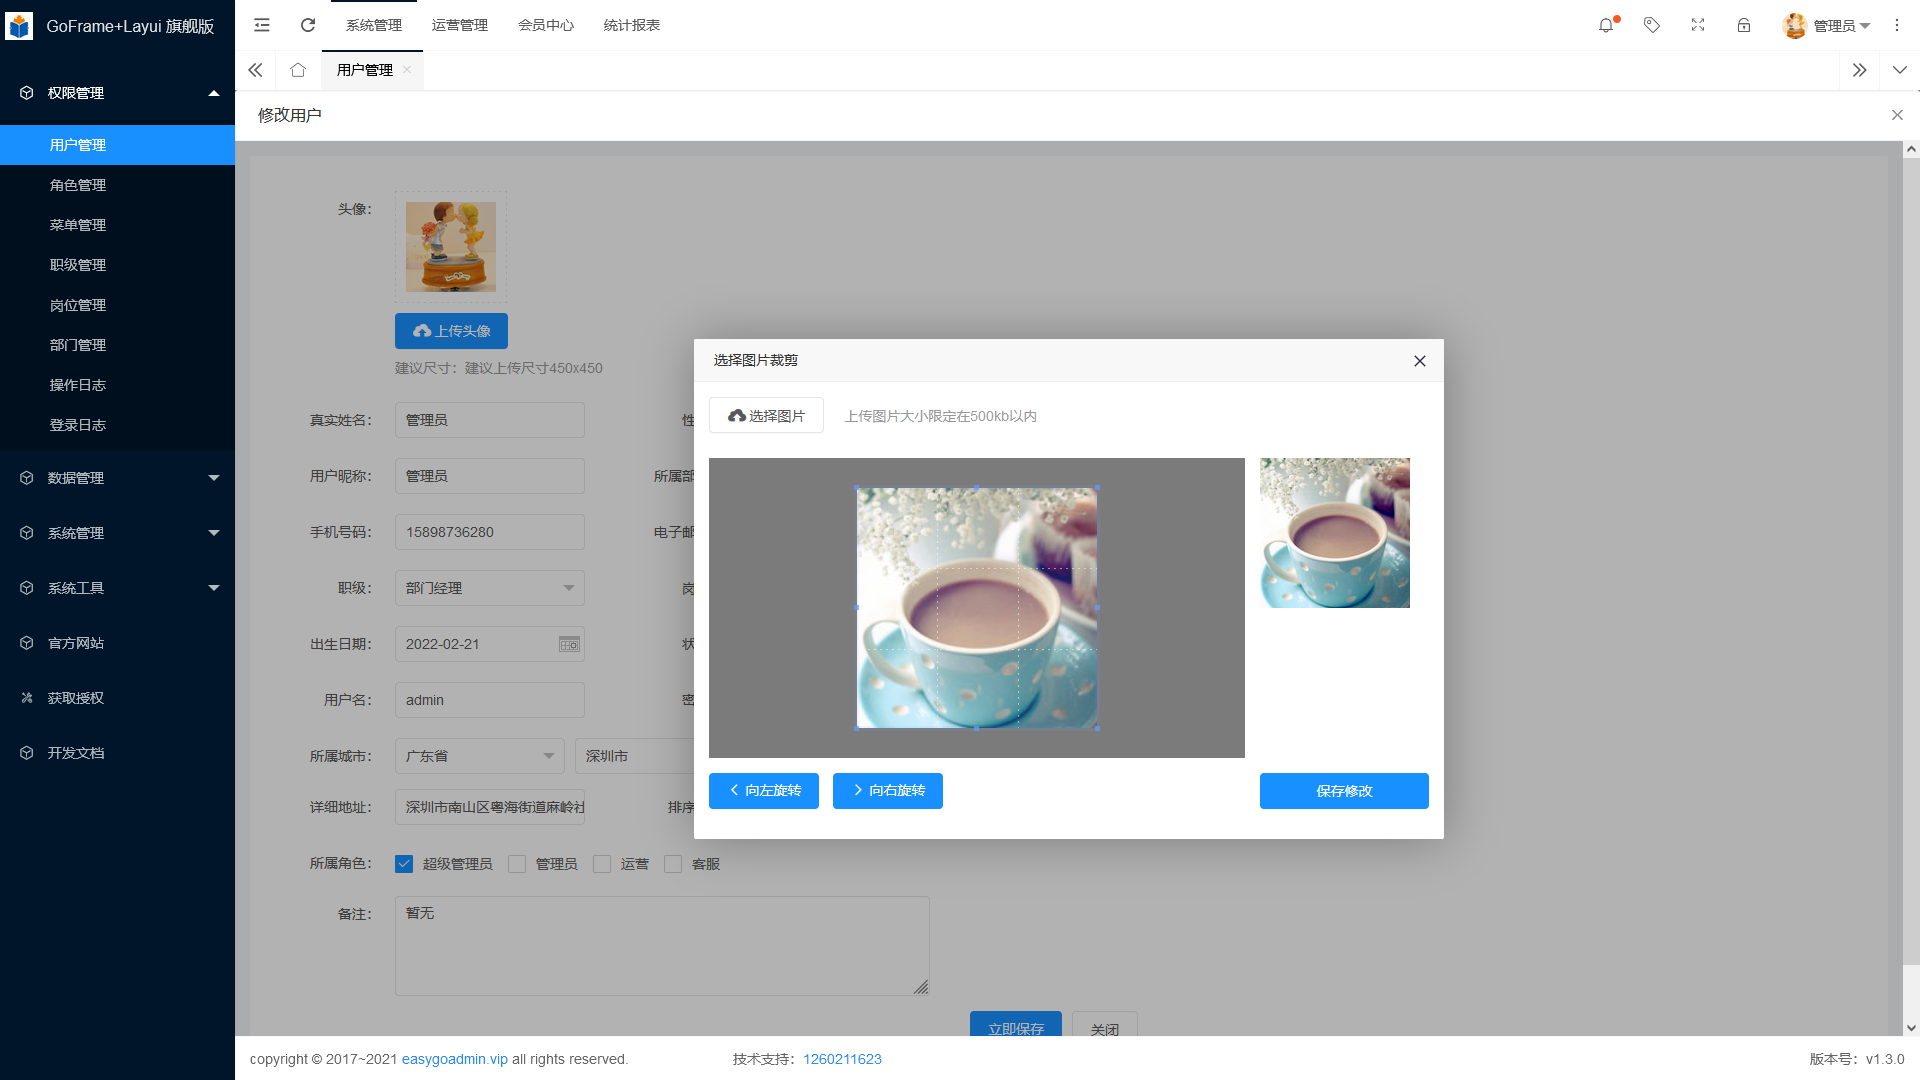 GoFrame+Layui 旗舰版
系统管理 运营管理 会员中心 统计报表
管理员
用户管理
权限管理
用户管理
角色管理
菜单管理
职级管理
岗位管理
部门管理
操作日志
登录日志
数据管理
系统管理
系统工具
官方网站
获取授权
开发文档
修改用户
头像：
上传头像
建议尺寸：建议上传尺寸450x450
真实姓名： 管理员 性
用户昵称： 管理员 所属部
手机号码： 15898736280 电子邮
职级： 部门经理 岗
出生日期： 2022-02-21 状
用户名： admin 密
所属城市： 广东省 深圳市
详细地址： 深圳市南山区粤海街道麻岭社 排序
所属角色： 超级管理员 管理员 运营 客服
备注： 暂无
立即保存 关闭
选择图片裁剪
选择图片 上传图片大小限定在500kb以内
向左旋转 向右旋转 保存修改
copyright © 2017~2021 easygoadmin.vip all rights reserved. 技术支持：1260211623 版本号：v1.3.0